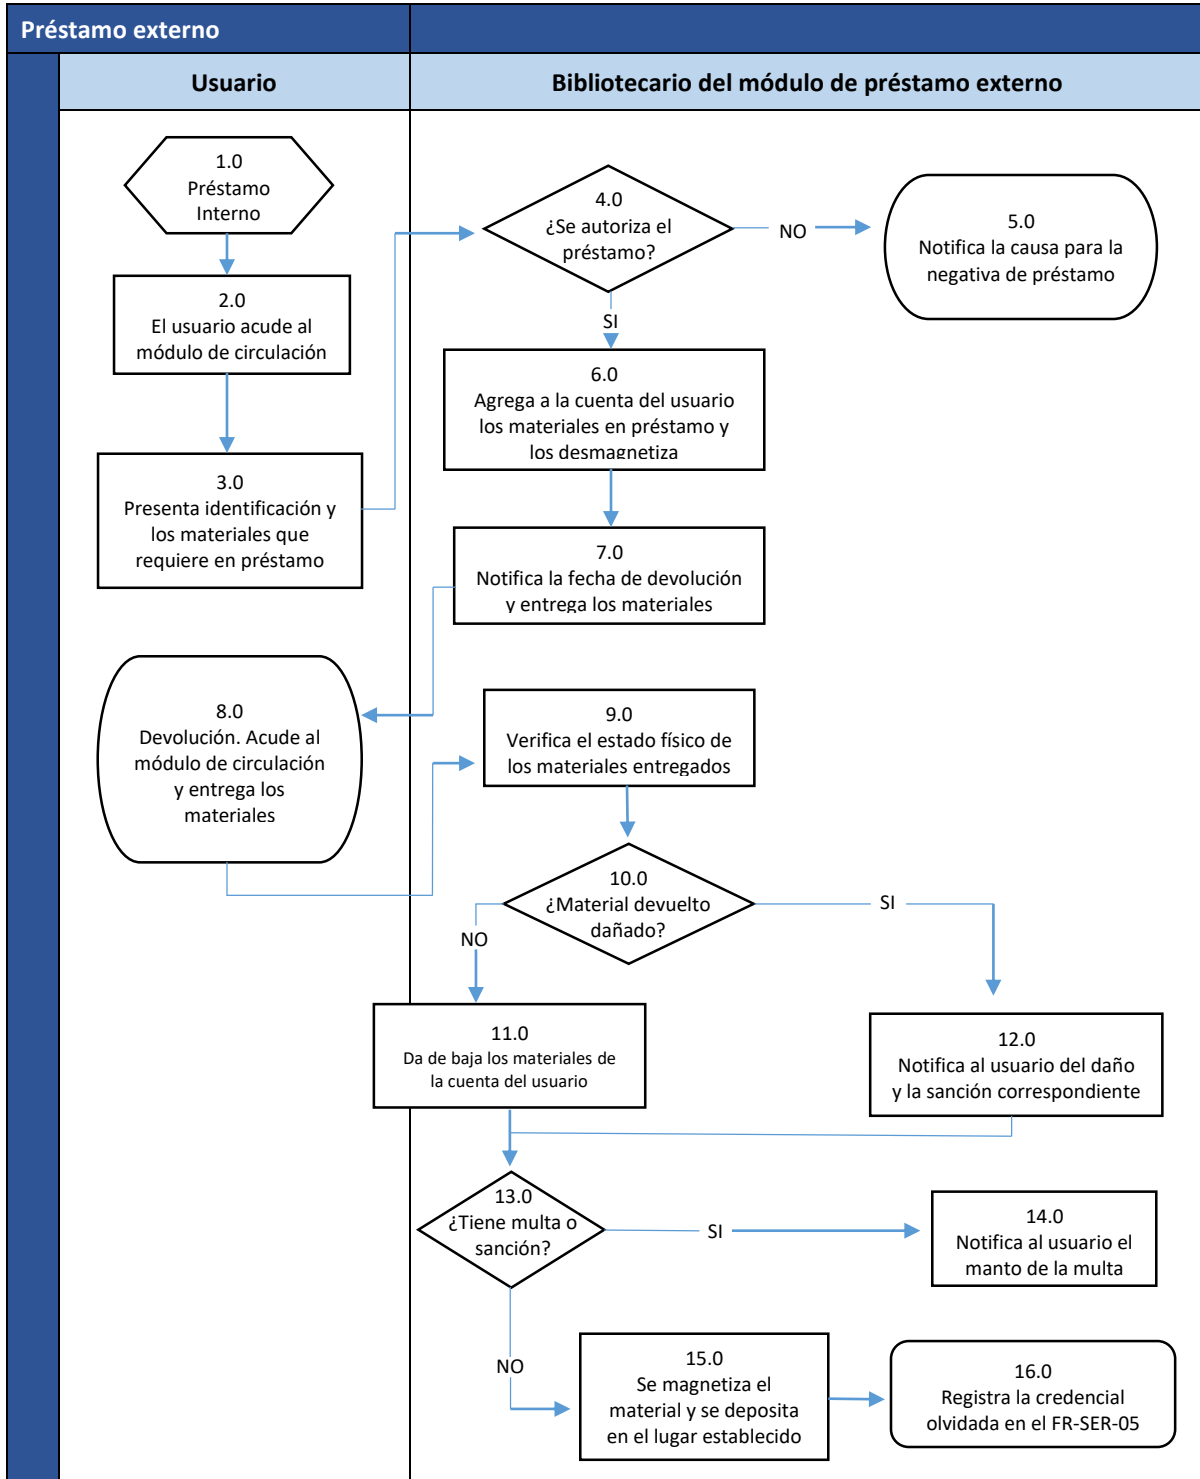 Préstamo externo
Usuario
Bibliotecario del módulo de préstamo externo
1.0
Préstamo
Interno
2.0
El usuario acude al
módulo de circulación
3.0
Presenta identificación y
los materiales que
requiere en préstamo
4.0
¿Se autoriza el
préstamo?
NO
5.0
Notifica la causa para la
negativa de préstamo
SI
6.0
Agrega a la cuenta del usuario
los materiales en préstamo y
los desmagnetiza
7.0
Notifica la fecha de devolución
y entrega los materiales
8.0
Devolución. Acude al
módulo de circulación
y entrega los
materiales
9.0
Verifica el estado físico de
los materiales entregados
10.0
¿Material devuelto
dañado?
NO
SI
11.0
Da de baja los materiales de
la cuenta del usuario
12.0
Notifica al usuario del daño
y la sanción correspondiente
13.0
¿Tiene multa o
sanción?
SI
14.0
Notifica al usuario el
manto de la multa
NO
15.0
Se magnetiza el
material y se deposita
en el lugar establecido
16.0
Registra la credencial
olvidada en el FR-SER-05